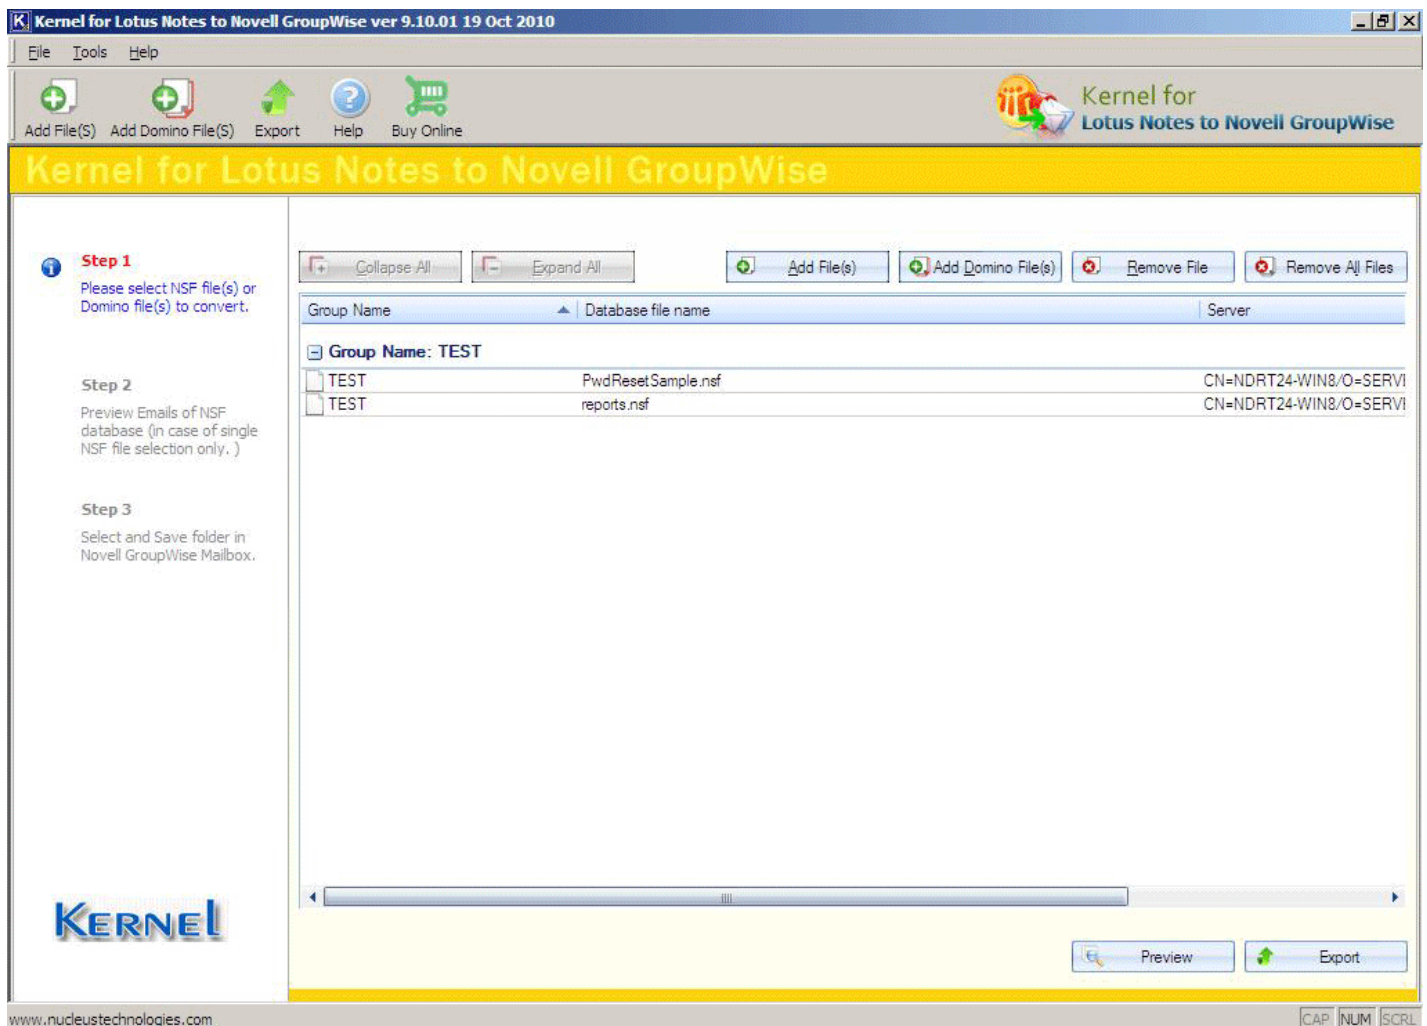 Kernel for Lotus Notes to Novell GroupWise ver 9.10.01 19 Oct 2010
File Tools Help
Add File(S) Add Domino File(S) Export Help Buy Online
Kernel for
Lotus Notes to Novell GroupWise
Kernel for Lotus Notes to Novell GroupWise
Step 1
Please select NSF file(s) or
Domino file(s) to convert.
Step 2
Preview Emails of NSF
database (in case of single
NSF file selection only. )
Step 3
Select and Save folder in
Novell GroupWise Mailbox.
KERNEl
Collapse All Expand All Add File(s) Add Domino File(s) Remove File Remove All Files
Group Name Database file name Server
Group Name: TEST
TEST PwdResetSample.nsf CN=NDRT24-WIN8/O=SERVE
TEST reports.nsf CN=NDRT24-WIN8/O=SERVE
Preview Export
www.nucleustechnologies.com CAP NUM SCRL